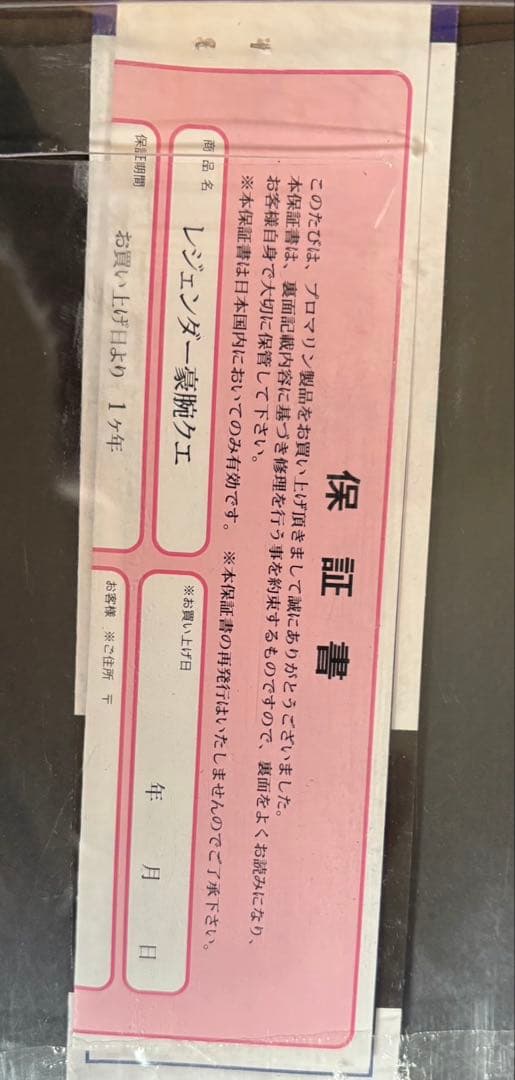 保証書
このたびは、プロマリン製品をお買い上げ頂きまして誠にありがとうございました。
本保証書は、裏面記載内容に基づき修理を行う事を約束するものですので、裏面をよくお読みになり、
お客様自身で大切に保管して下さい。
※本保証書は日本国内においてのみ有効です。 ※本保証書の再発行はいたしませんのでご了承下さい。
商品名
レジェンダー豪腕クエ
※お買い上げ日
年 月 日
保証期間
お買い上げ日より 1ヶ年
お客様 ※ご住所 〒